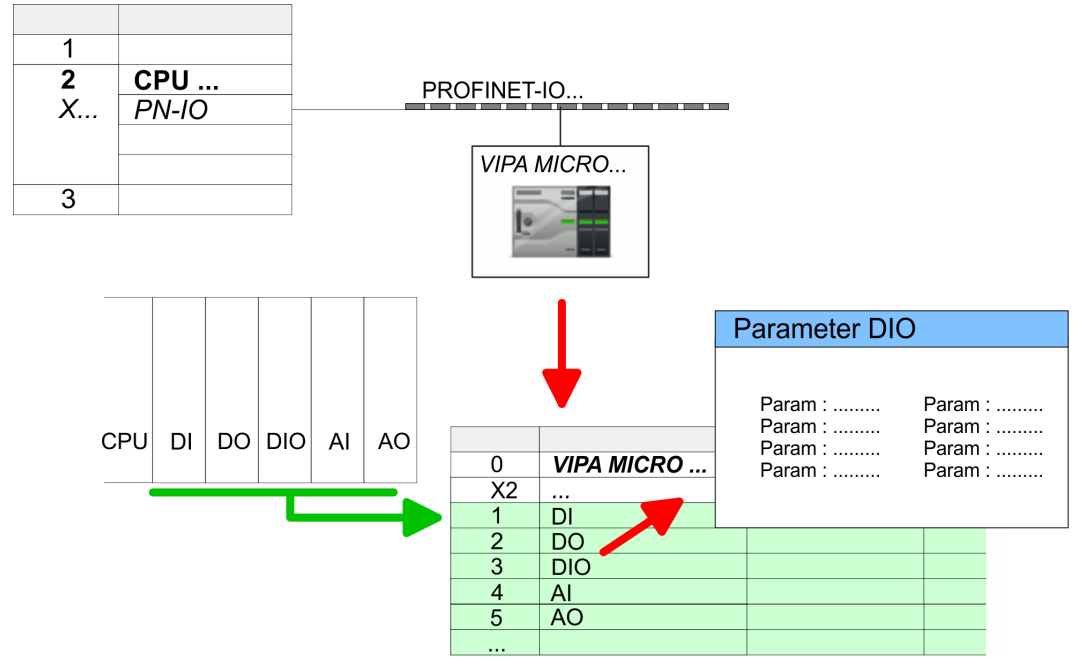 1
2 CPU ...
X... PN-IO
3
PROFINET-IO...
VIPA MICRO...
CPU DI DO DIO AI AO
Parameter DIO
Param : ......... Param : .........
Param : ......... Param : .........
Param : ......... Param : .........
Param : ......... Param : .........
0 VIPA MICRO ...
X2 ...
1 DI
2 DO
3 DIO
4 AI
5 AO
...